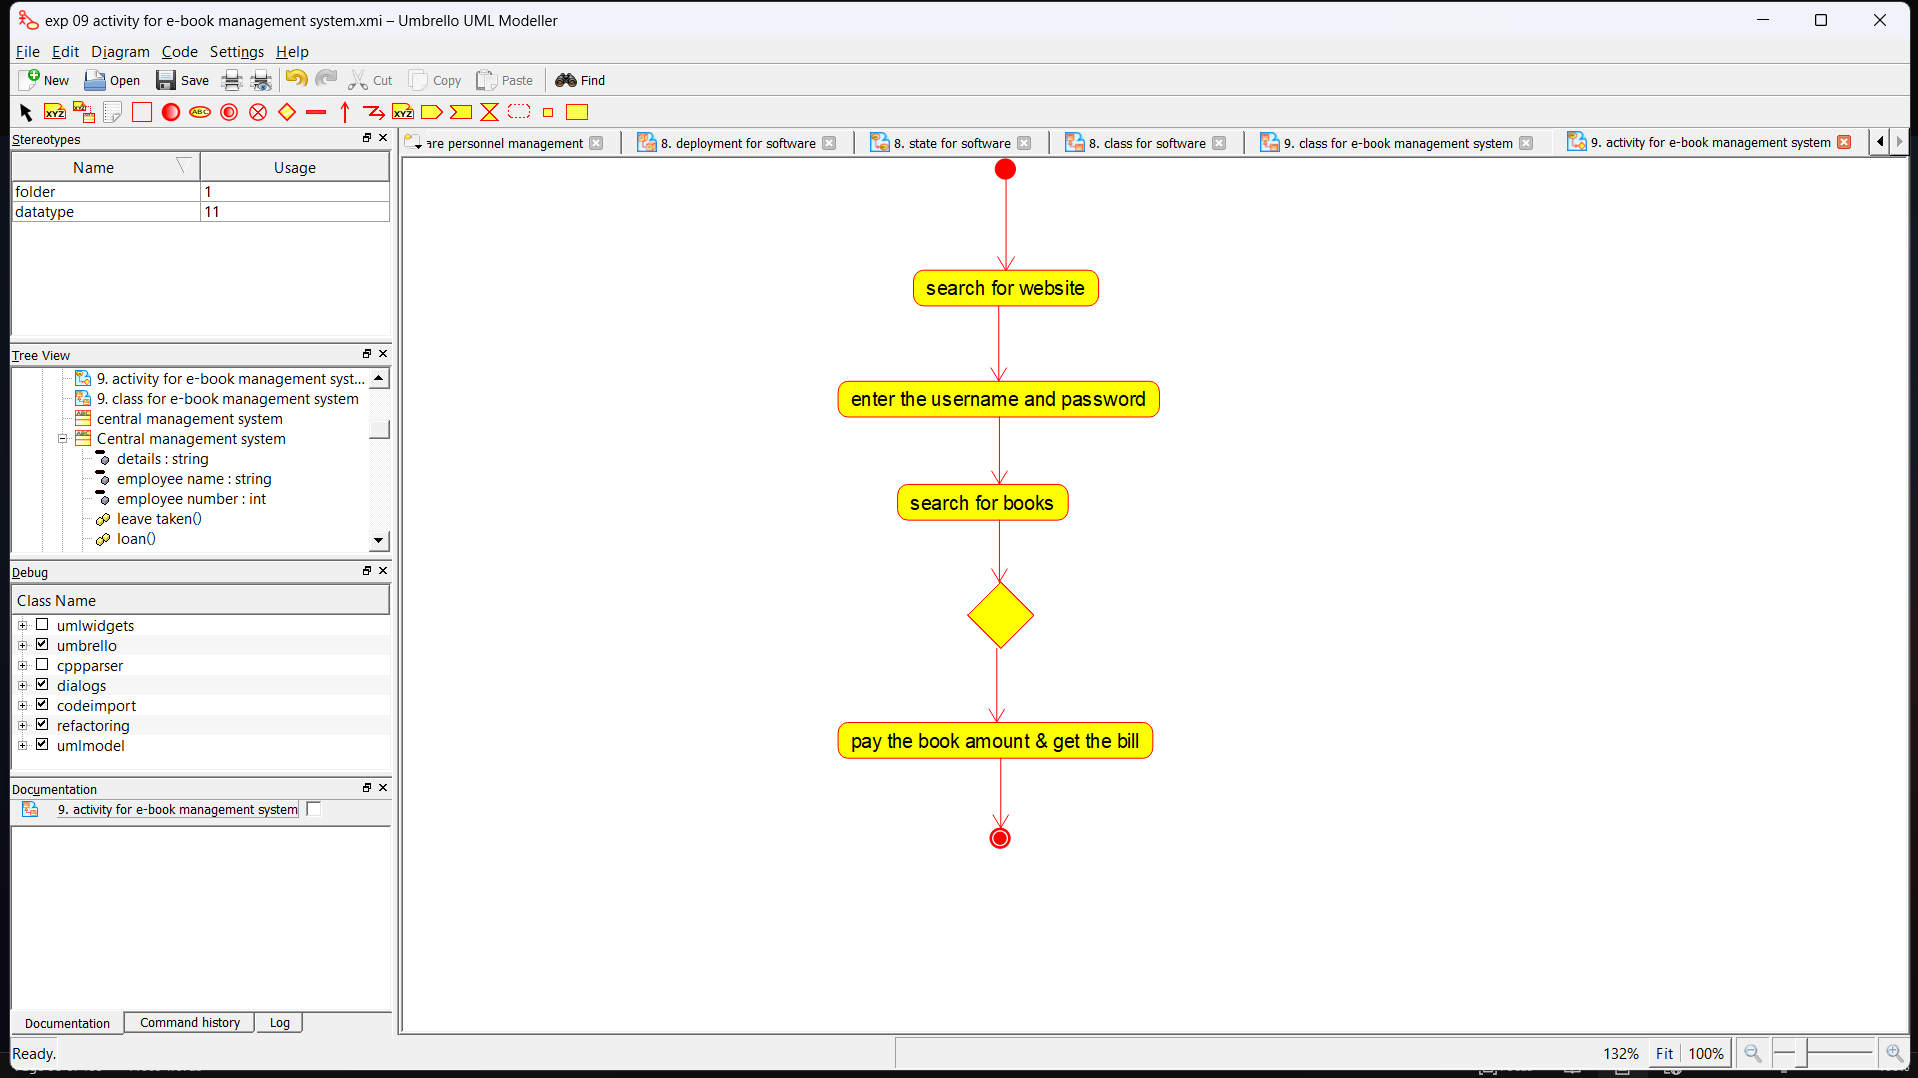 exp 09 activity for e-book management system.xmi – Umbrello UML Modeller
File Edit Diagram Code Settings Help
New Open Save Cut Copy Paste Find
Stereotypes
Name Usage
folder 1
datatype 11
Tree View
9. activity for e-book management syst...
9. class for e-book management system
central management system
Central management system
details : string
employee name : string
employee number : int
leave taken()
loan()
Debug
Class Name
umlwidgets
umbrello
cppparser
dialogs
codeimport
refactoring
umlmodel
Documentation
9. activity for e-book management system
Documentation Command history Log
Ready.
are personnel management 8. deployment for software 8. state for software 8. class for software 9. class for e-book management system 9. activity for e-book management system
search for website
enter the username and password
search for books
pay the book amount & get the bill
132% Fit 100%